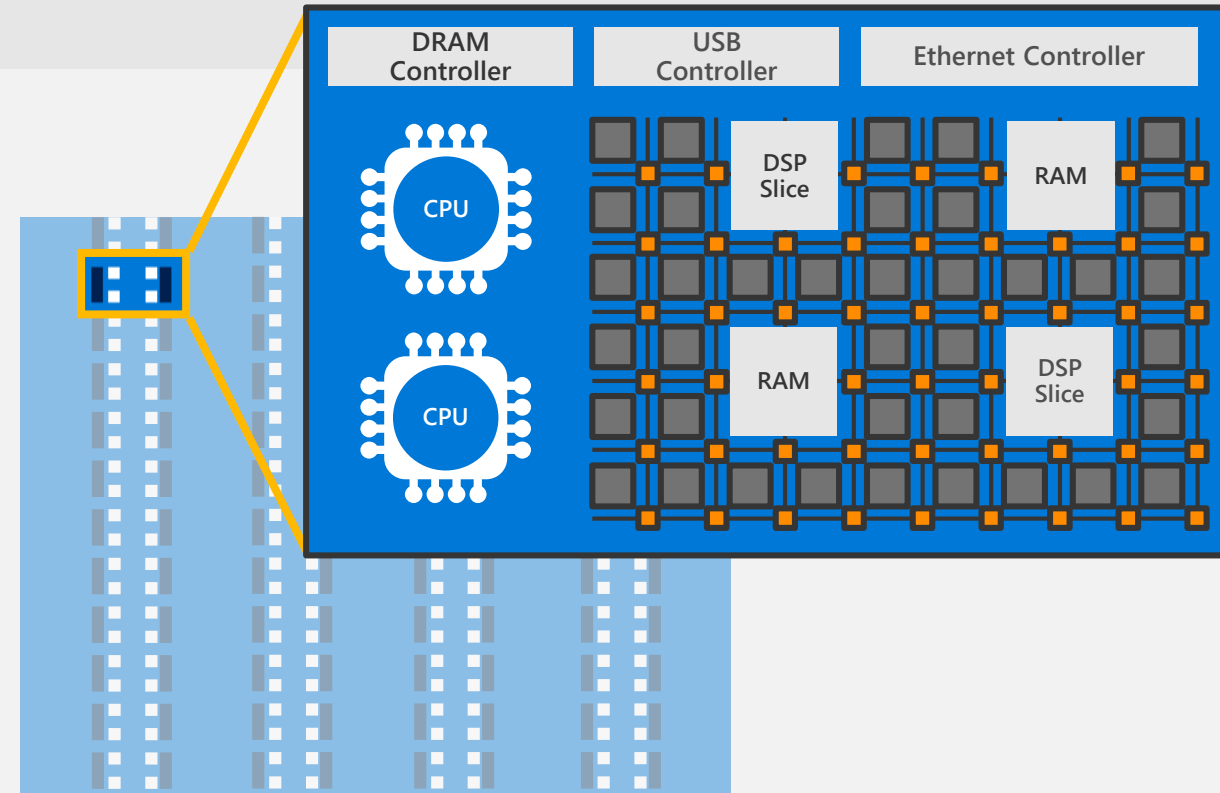 DRAM
Controller
USB
Controller
Ethernet Controller
DSP
Slice
RAM
CPU
RAM
DSP
Slice
CPU